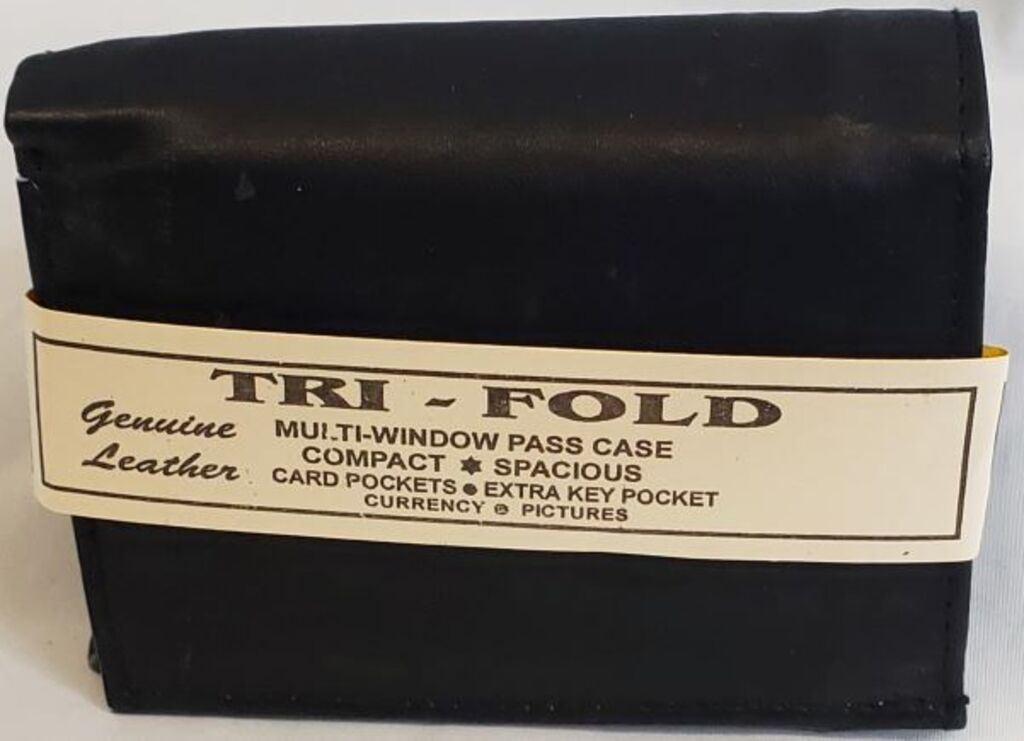 TRI - FOLD
Genuine
Leather
MULTI-WINDOW PASS CASE
COMPACT ✶ SPACIOUS
CARD POCKETS ● EXTRA KEY POCKET
CURRENCY ● PICTURES